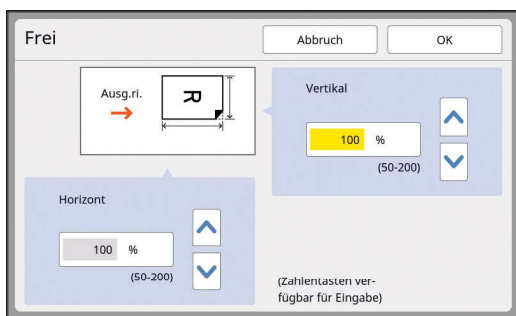 Frei
Abbruch
OK
Ausg.ri.
R
Vertikal
100 %
(50-200)
Horizont
100 %
(50-200)
(Zahlentasten ver-
fügbar für Eingabe)